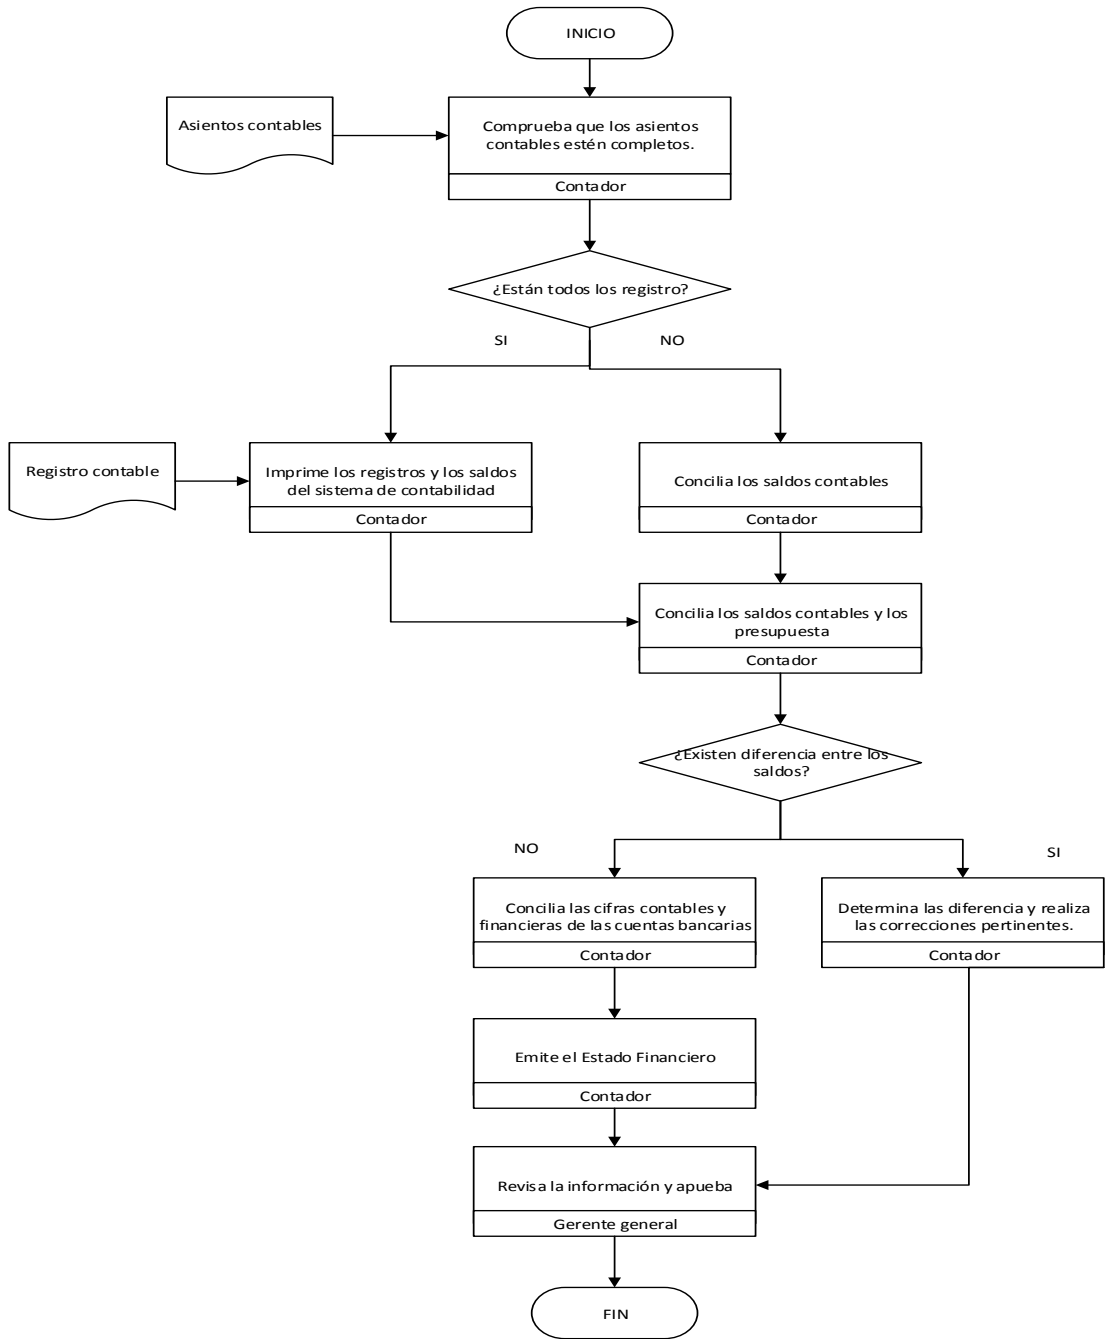 INICIO
Asientos contables
Comprueba que los asientos
contables estén completos.
Contador
¿Están todos los registro?
SI
NO
Registro contable
Imprime los registros y los saldos
del sistema de contabilidad
Contador
Concilia los saldos contables
Contador
Concilia los saldos contables y los
presupuesta
Contador
¿Existen diferencia entre los
saldos?
NO
SI
Concilia las cifras contables y
financieras de las cuentas bancarias
Contador
Determina las diferencia y realiza
las correcciones pertinentes.
Contador
Emite el Estado Financiero
Contador
Revisa la información y apueba
Gerente general
FIN